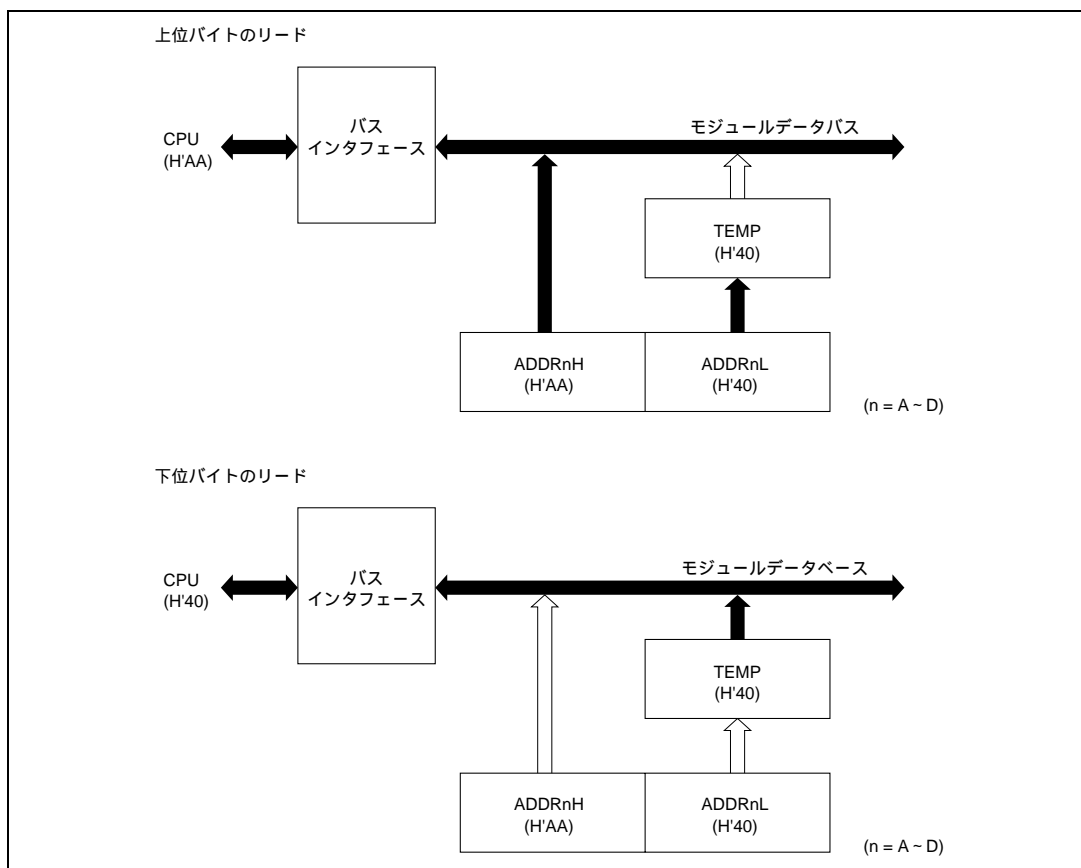 上位バイトのリード
CPU
(H'AA)
バス
インタフェース
モジュールデータバス
TEMP
(H'40)
ADDRnH
(H'AA)
ADDRnL
(H'40)
(n = A ~ D)
下位バイトのリード
CPU
(H'40)
バス
インタフェース
モジュールデータベース
TEMP
(H'40)
ADDRnH
(H'AA)
ADDRnL
(H'40)
(n = A ~ D)